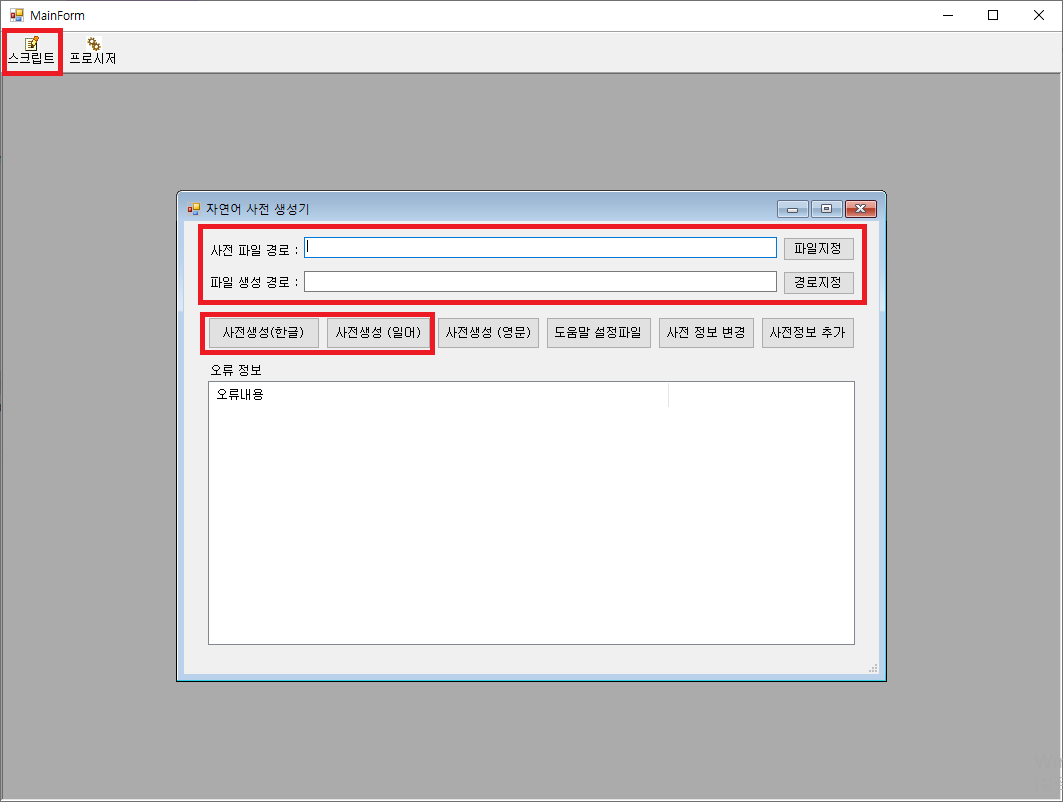 MainForm
스크립트 프로시저
자연어 사전 생성기
사전 파일 경로 : 파일지정
파일 생성 경로 : 경로지정
사전생성(한글) 사전생성 (일어) 사전생성 (영문) 도움말 설정파일 사전 정보 변경 사전정보 추가
오류 정보
오류내용